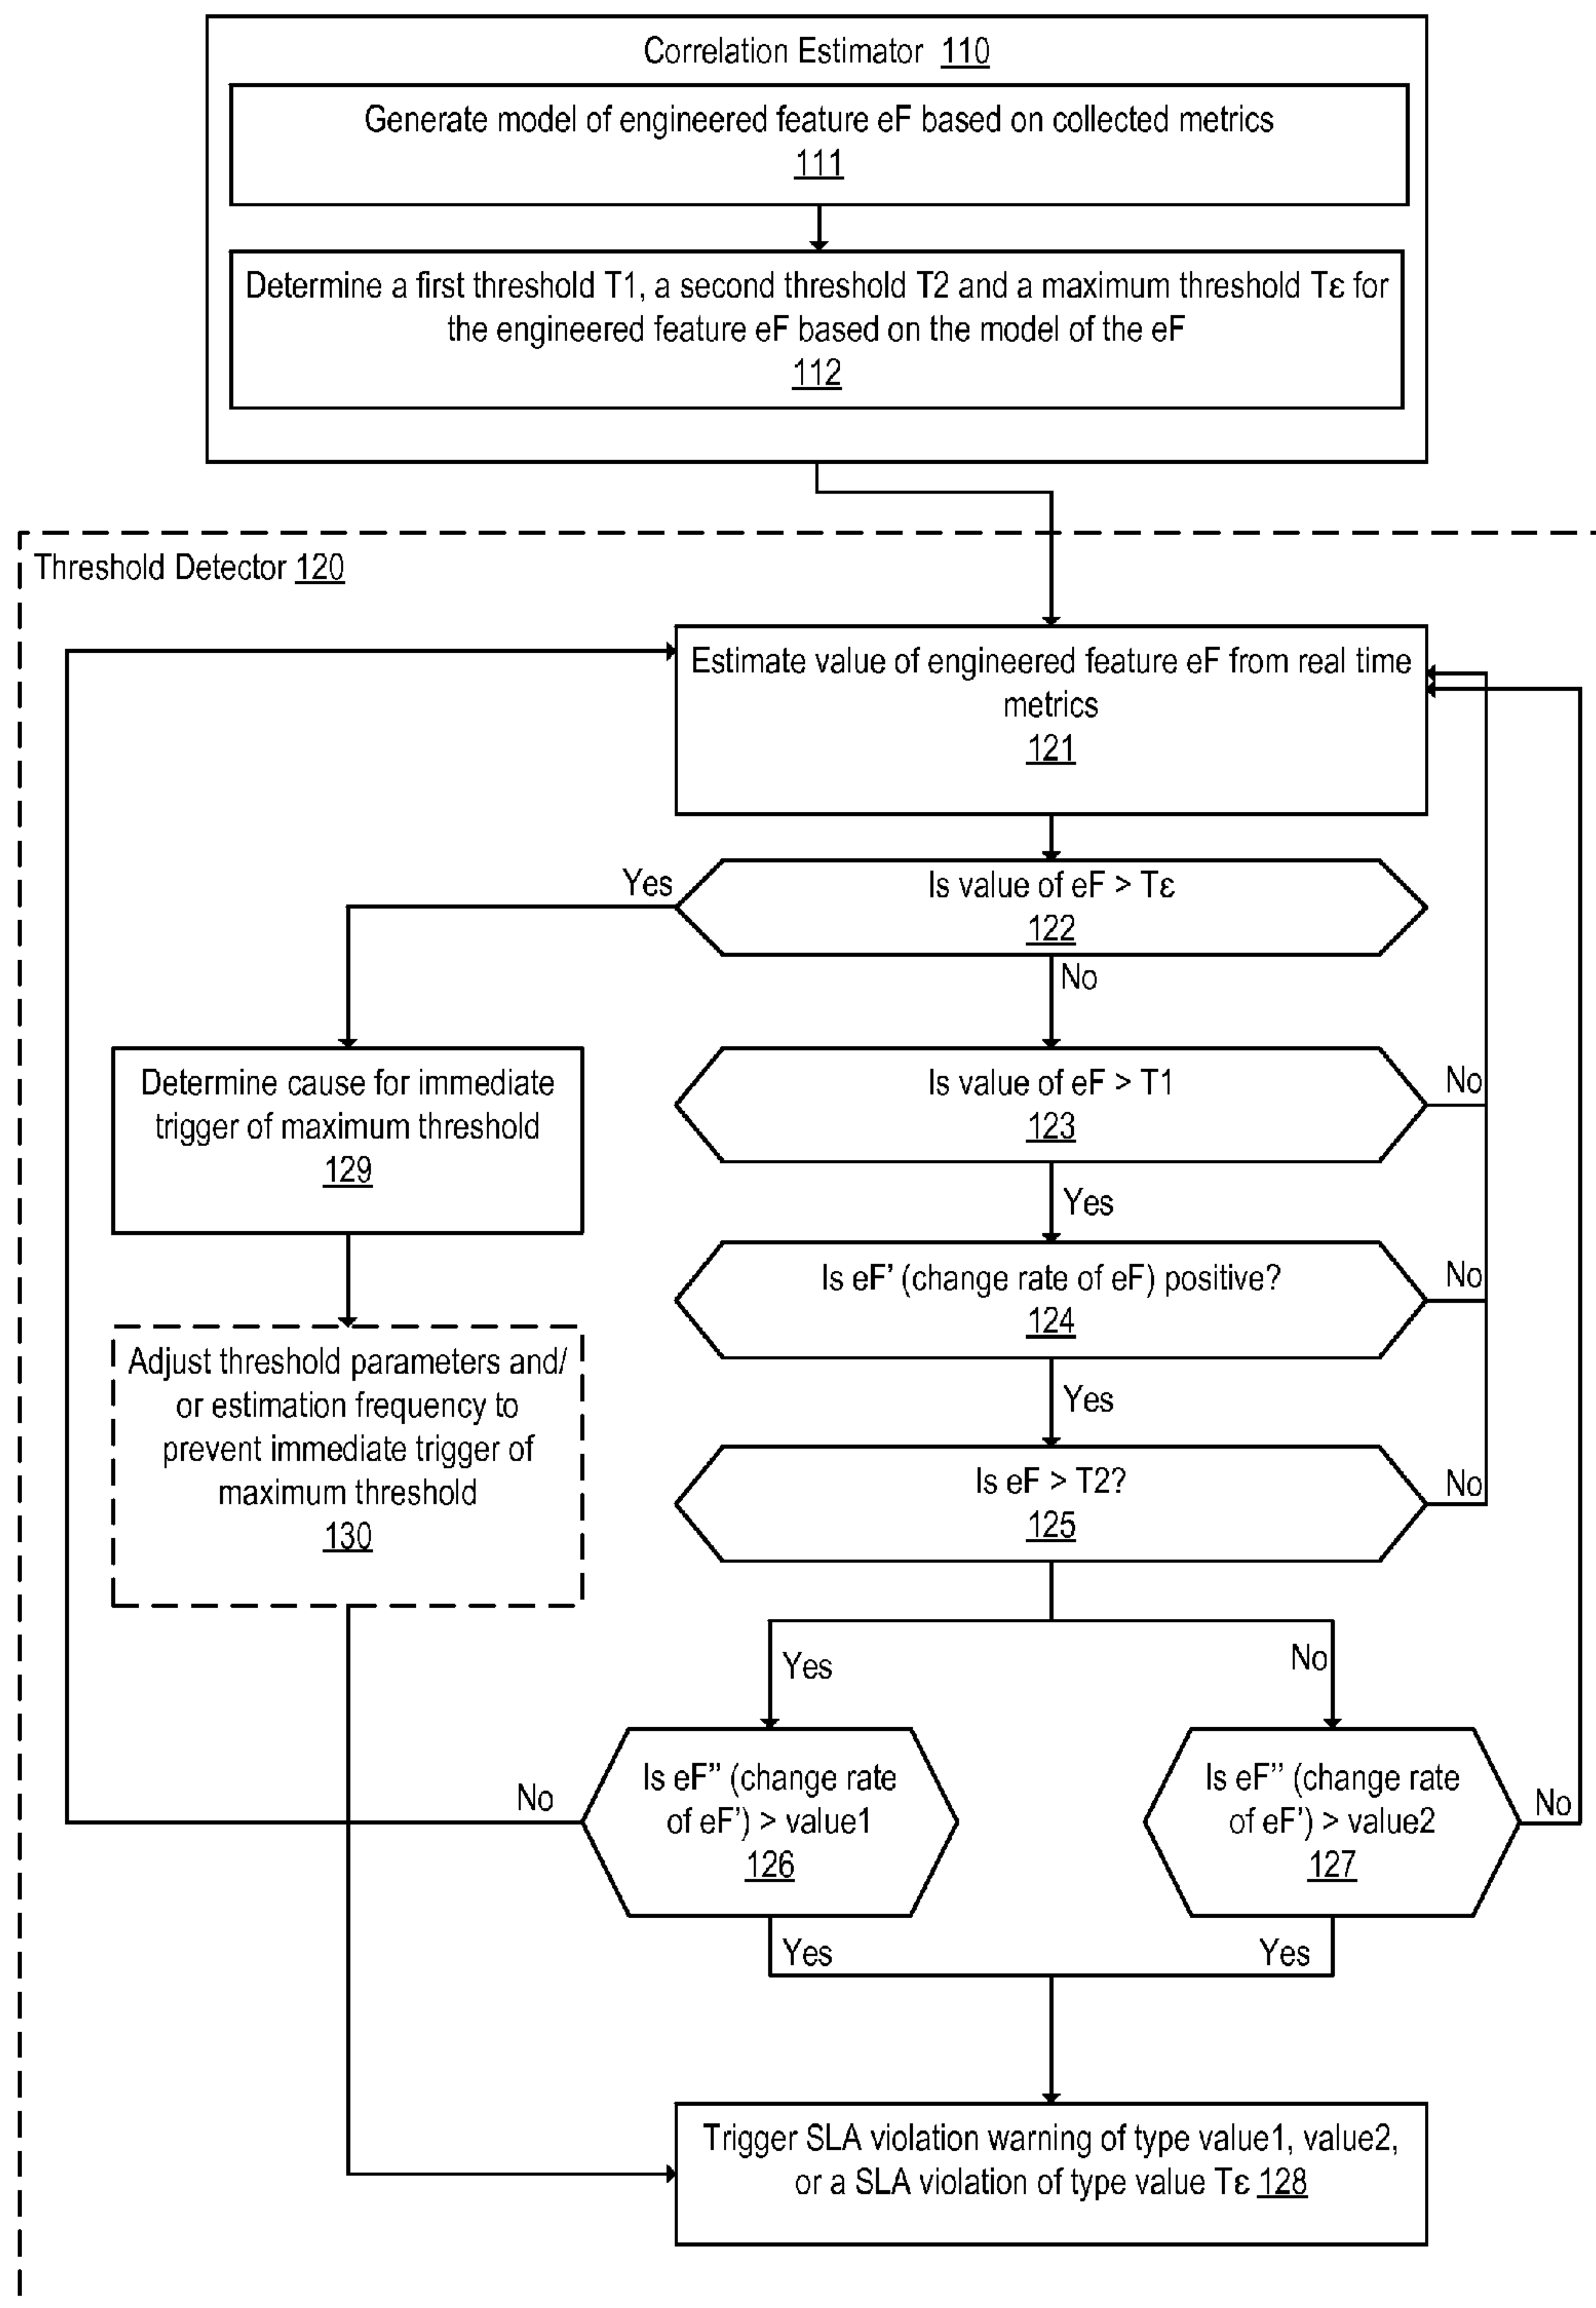 Correlation Estimator 110
Generate model of engineered feature eF based on collected metrics
111
Determine a first threshold T1, a second threshold T2 and a maximum threshold Tε for
the engineered feature eF based on the model of the eF
112
Threshold Detector 120
Estimate value of engineered feature eF from real time
metrics
121
Yes
Is value of eF > Tε
122
No
Determine cause for immediate
trigger of maximum threshold
129
Is value of eF > T1
123
No
Yes
Is eF’ (change rate of eF) positive?
124
No
Adjust threshold parameters and/
or estimation frequency to
prevent immediate trigger of
maximum threshold
130
Yes
Is eF > T2?
125
No
Yes
No
Is eF’’ (change rate
of eF’) > value1
126
No
Is eF’’ (change rate
of eF’) > value2
127
No
Yes
Yes
Trigger SLA violation warning of type value1, value2,
or a SLA violation of type value Tε 128